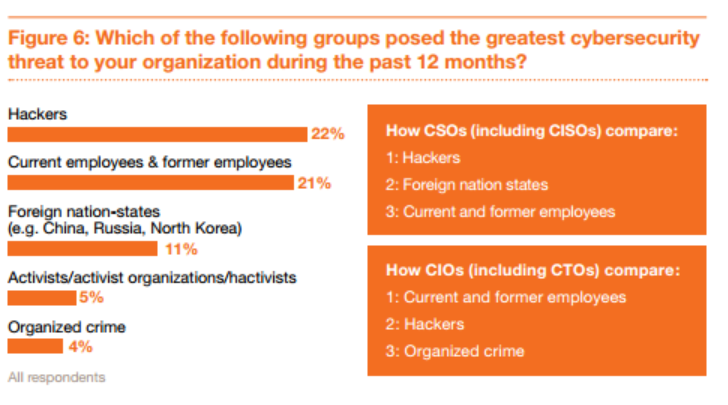 Figure 6: Which of the following groups posed the greatest cybersecurity
threat to your organization during the past 12 months?
Hackers
22%
Current employees & former employees
21%
Foreign nation-states
(e.g. China, Russia, North Korea)
11%
Activists/activist organizations/hactivists
5%
Organized crime
4%
All respondents
How CSOs (including CISOs) compare:
1: Hackers
2: Foreign nation states
3: Current and former employees
How CIOs (including CTOs) compare:
1: Current and former employees
2: Hackers
3: Organized crime